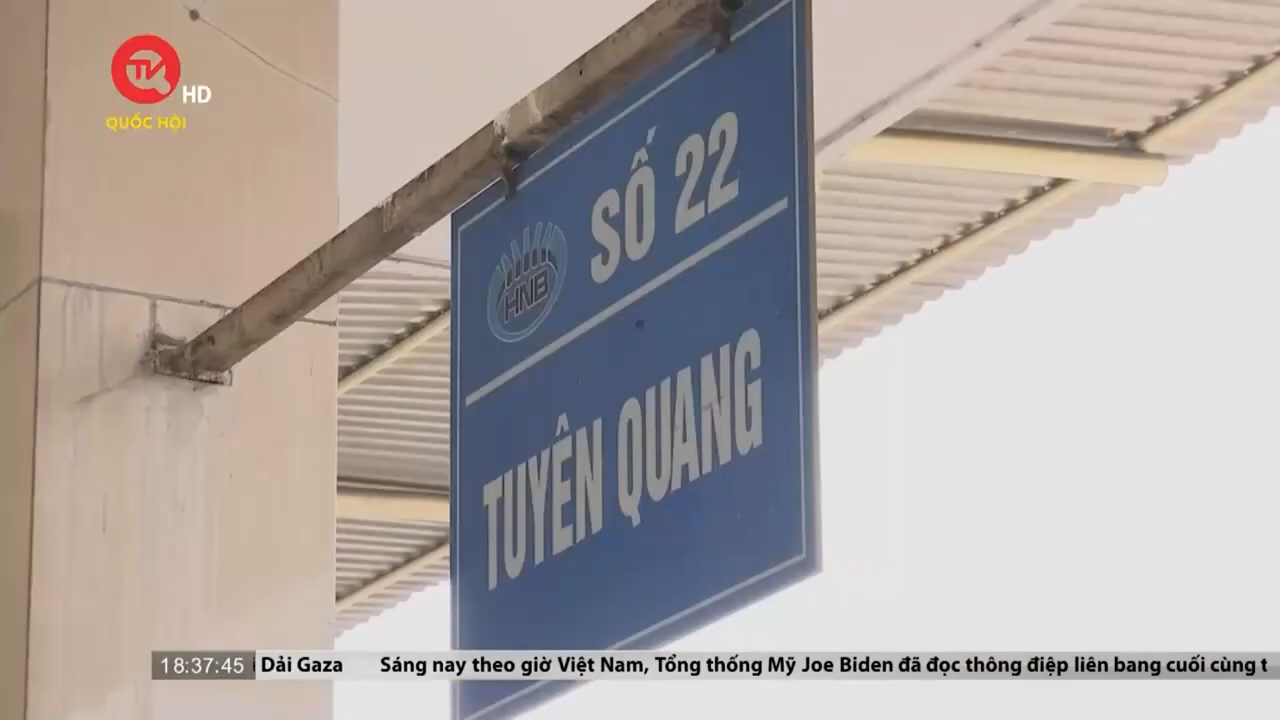 TV
HD
QUỐC HỘI
SỐ 22
HNB
TUYÊN QUANG
18:37:45
Dải Gaza Sáng nay theo giờ Việt Nam, Tổng thống Mỹ Joe Biden đã đọc thông điệp liên bang cuối cùng t